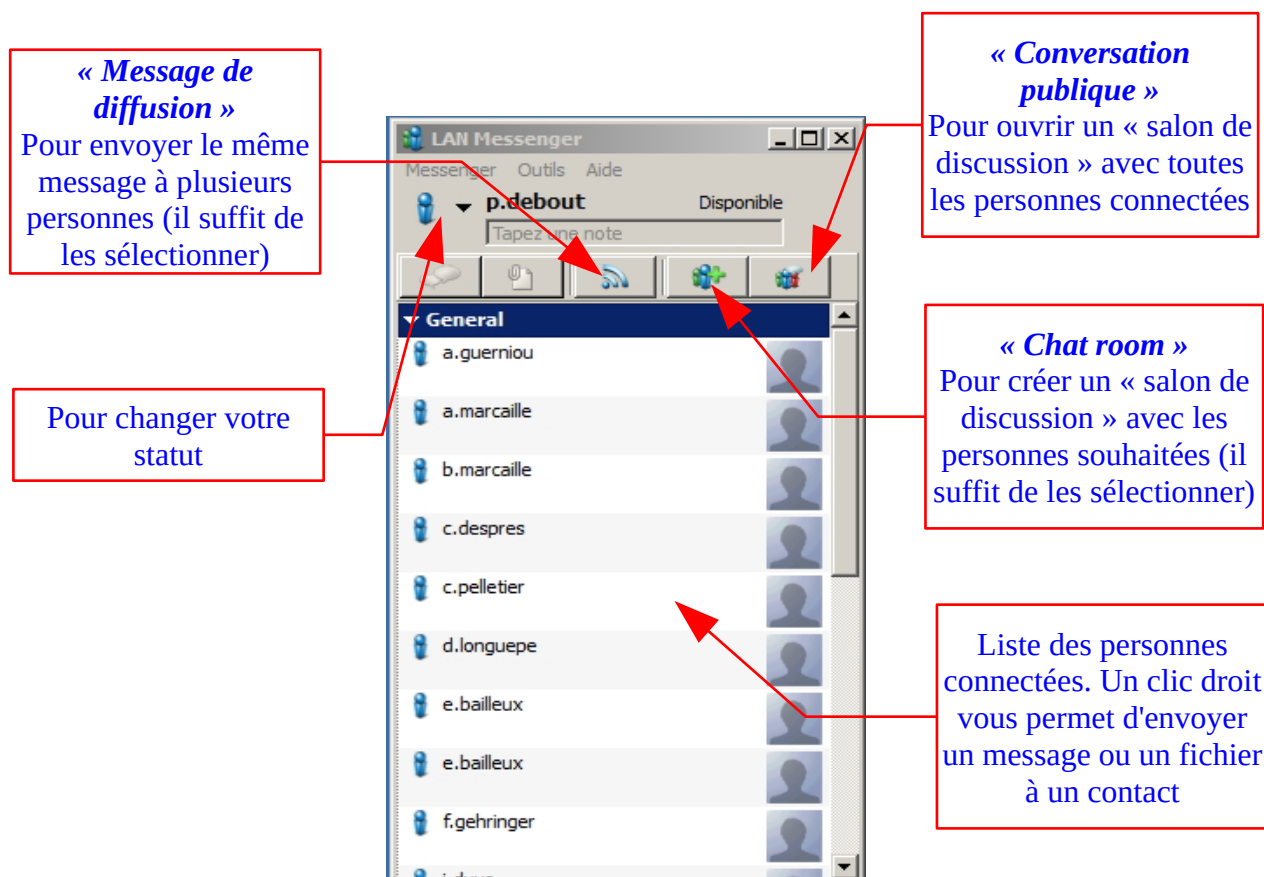 « Message de
diffusion »
Pour envoyer le même
message à plusieurs
personnes (il suffit de
les sélectionner)
Pour changer votre
statut
LAN Messenger
Messenger Outils Aide
p.debout Disponible
Tapez une note
General
a.guerniou
a.marcaille
b.marcaille
c.despres
c.pelletier
d.longuepe
e.bailleux
e.bailleux
f.gehringer
« Conversation
publique »
Pour ouvrir un « salon de
discussion » avec toutes
les personnes connectées
« Chat room »
Pour créer un « salon de
discussion » avec les
personnes souhaitées (il
suffit de les sélectionner)
Liste des personnes
connectées. Un clic droit
vous permet d'envoyer
un message ou un fichier
à un contact